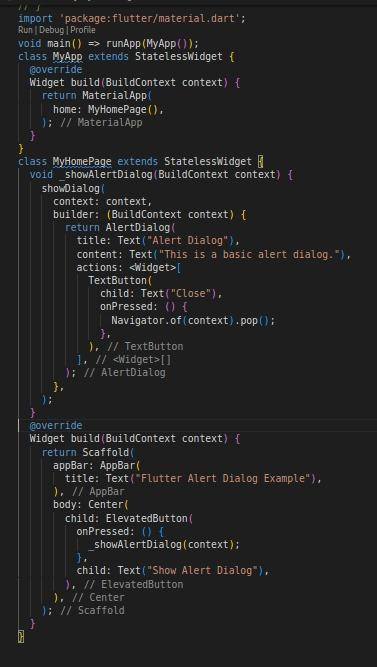 import 'package:flutter/material.dart';
Run | Debug | Profile
void main() => runApp(MyApp());
class MyApp extends StatelessWidget {
  @override
  Widget build(BuildContext context) {
    return MaterialApp(
      home: MyHomePage(),
    ); // MaterialApp
  }
}
class MyHomePage extends StatelessWidget {
  void _showAlertDialog(BuildContext context) {
    showDialog(
      context: context,
      builder: (BuildContext context) {
        return AlertDialog(
          title: Text("Alert Dialog"),
          content: Text("This is a basic alert dialog."),
          actions: <Widget>[
            TextButton(
              child: Text("Close"),
              onPressed: () {
                Navigator.of(context).pop();
              },
            ), // TextButton
          ], // <Widget>[]
        ); // AlertDialog
      },
    );
  }
  @override
  Widget build(BuildContext context) {
    return Scaffold(
      appBar: AppBar(
        title: Text("Flutter Alert Dialog Example"),
      ), // AppBar
      body: Center(
        child: ElevatedButton(
          onPressed: () {
            _showAlertDialog(context);
          },
          child: Text("Show Alert Dialog"),
        ), // ElevatedButton
      ), // Center
    ); // Scaffold
  }
}